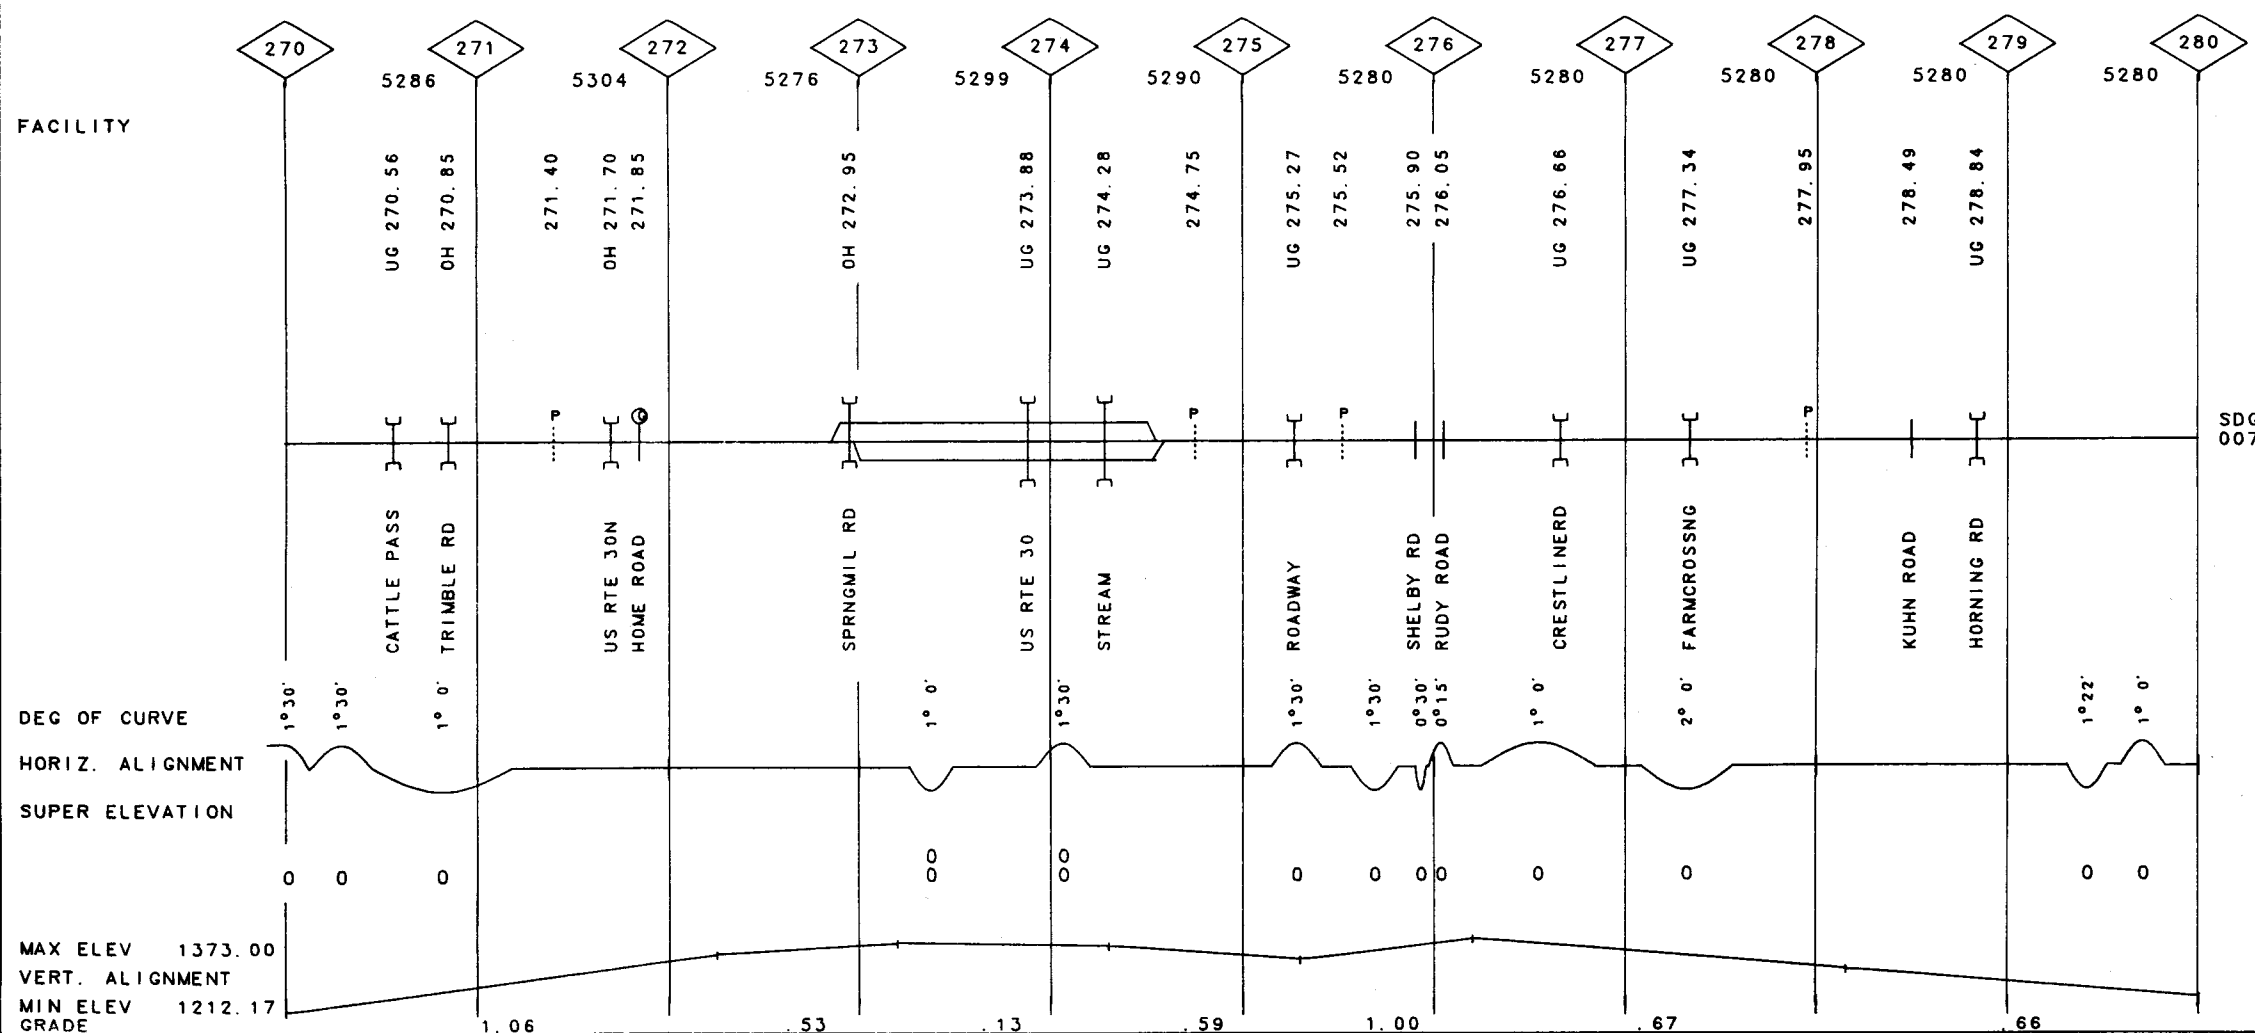 270 271 272 273 274 275 276 277 278 279 280
5286 5304 5276 5299 5290 5280 5280 5280 5280 5280
FACILITY
UG 270.56
OH 270.85
271.40
OH 271.70
271.85
OH 272.95
UG 273.88
UG 274.28
274.75
UG 275.27
275.52
275.90
276.05
UG 276.66
UG 277.34
277.95
278.49
UG 278.84
P G P P P
SDG
007
CATTLE PASS
TRIMBLE RD
US RTE 30N
HOME ROAD
SPRNGMIL RD
US RTE 30
STREAM
ROADWAY
SHELBY RD
RUDY ROAD
CRESTLINERD
FARMCROSSNG
KUHN ROAD
HORNING RD
DEG OF CURVE 1°30' 1°30' 1° 0' 1° 0' 1°30' 1°30' 1°30' 0°30' 0°15' 1° 0' 2° 0' 1°22' 1° 0'
HORIZ. ALIGNMENT
SUPER ELEVATION
0 0
0 0 0 0 0 0 0 0 0 0 0 0 0
MAX ELEV 1373.00
VERT. ALIGNMENT
MIN ELEV 1212.17
GRADE 1.06 .53 .13 .59 1.00 .67 .66